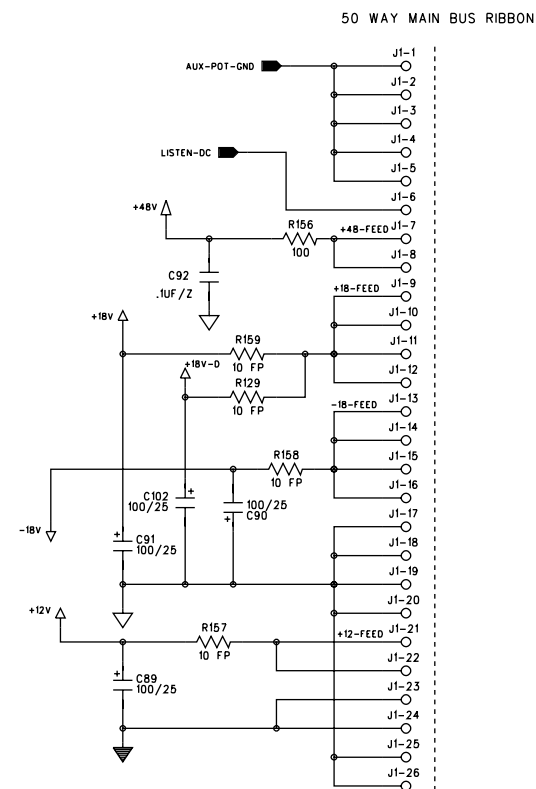 50 WAY MAIN BUS RIBBON
J1-1
AUX-POT-GND
J1-2
J1-3
J1-4
LISTEN-DC
J1-5
J1-6
+48V
R156
+48-FEED
J1-7
100
J1-8
C92
.1UF/Z
+18-FEED
J1-9
J1-10
+18V
R159
J1-11
10 FP
+18V-D
J1-12
R129
10 FP
-18-FEED
J1-13
J1-14
R158
J1-15
10 FP
J1-16
C102
100/25
100/25
C90
J1-17
-18V
C91
100/25
J1-18
J1-19
J1-20
+12V
R157
+12-FEED
J1-21
10 FP
J1-22
C89
100/25
J1-23
J1-24
J1-25
J1-26